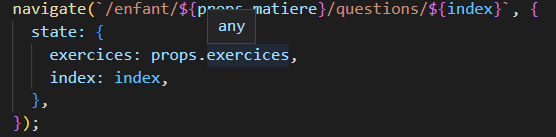 navigate(`/enfant/${props.matiere}/questions/${index}`, {
any
state: {
exercices: props.exercices,
index: index,
},
});